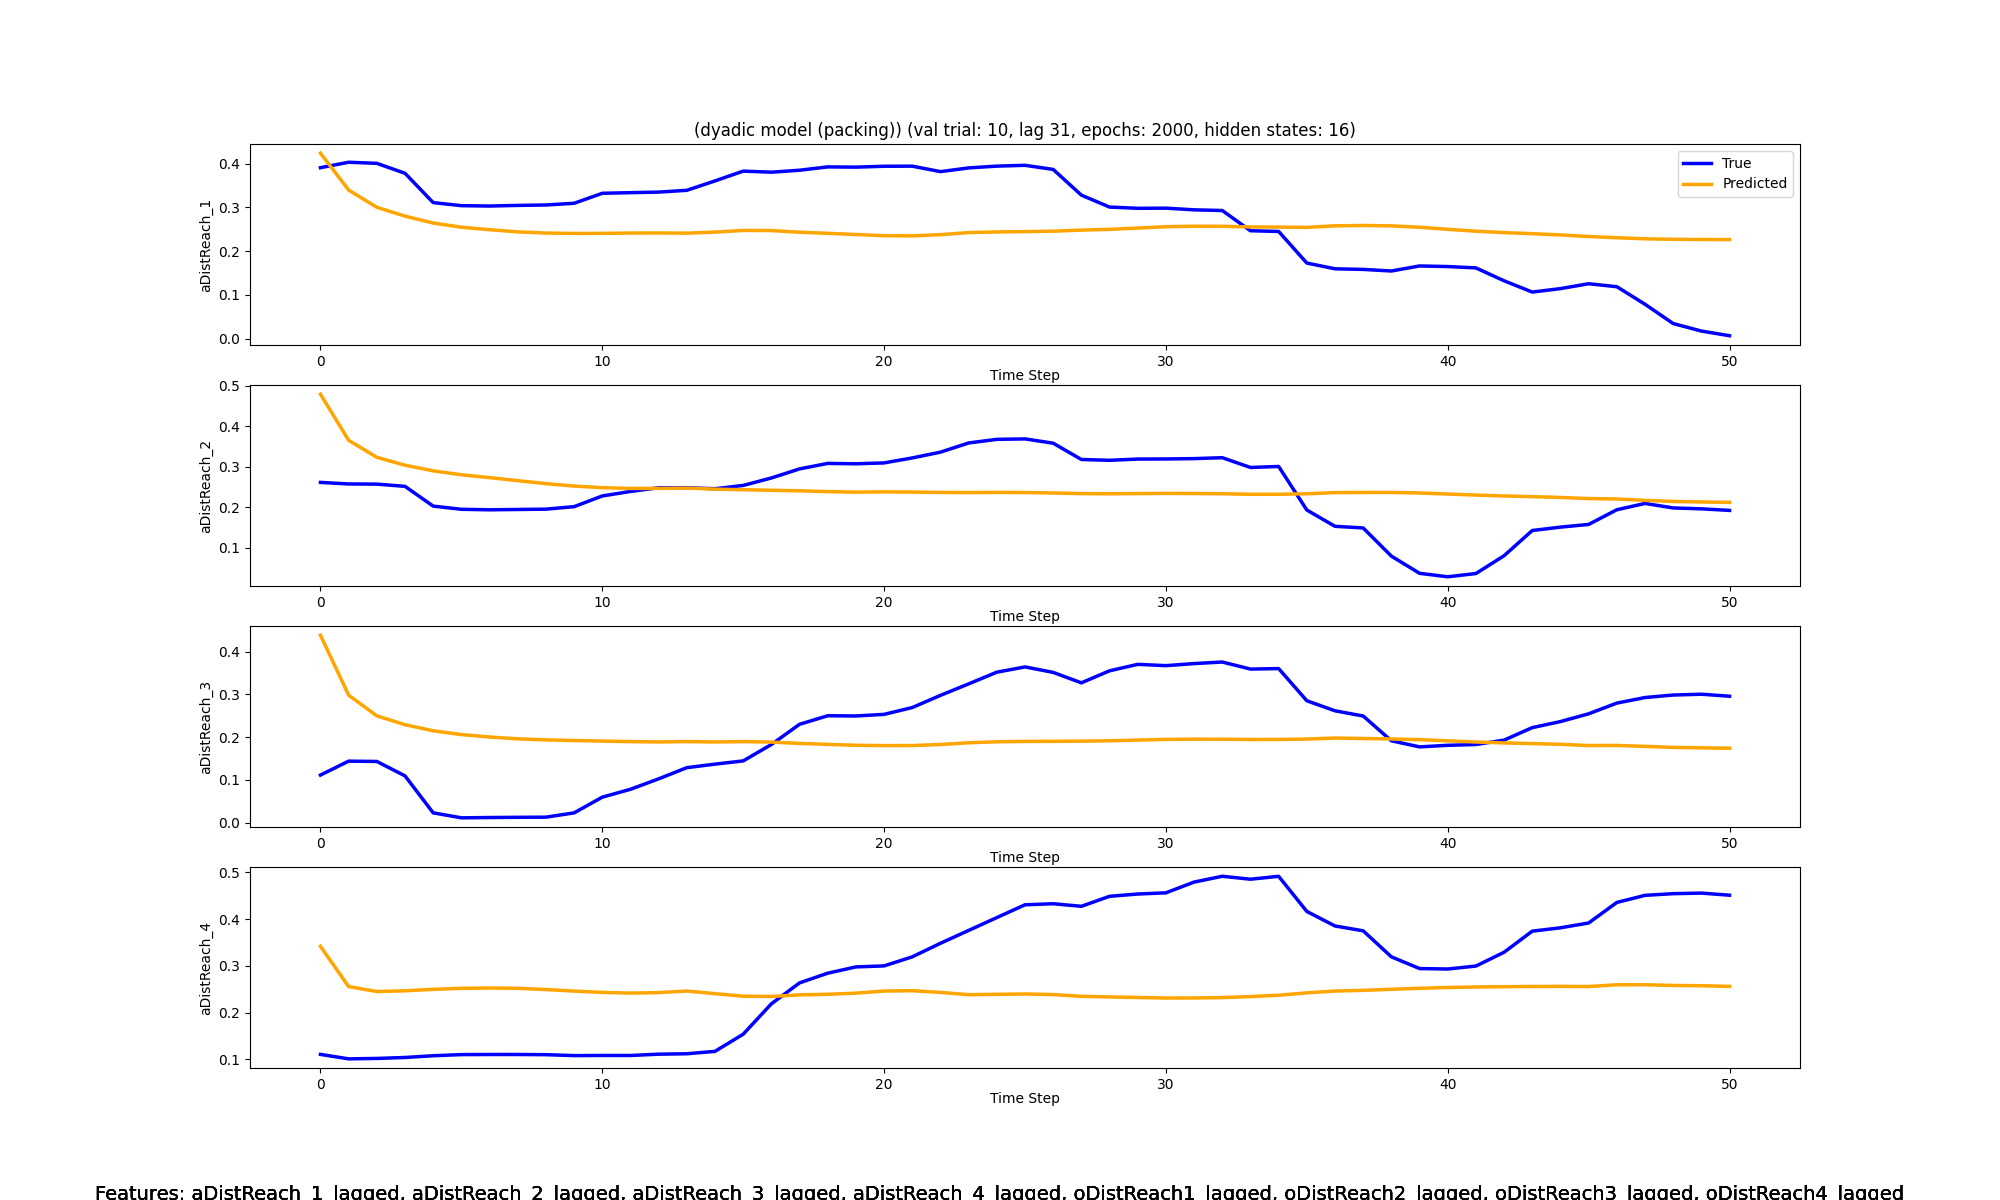 (dyadic model (packing)) (val trial: 10, lag 31, epochs: 2000, hidden states: 16)
True
Predicted
aDistReach_1
0.4
0.3
0.2
0.1
0.0
0 10 20 30 40 50
Time Step
aDistReach_2
0.5
0.4
0.3
0.2
0.1
0 10 20 30 40 50
Time Step
aDistReach_3
0.4
0.3
0.2
0.1
0.0
0 10 20 30 40 50
Time Step
aDistReach_4
0.5
0.4
0.3
0.2
0.1
0 10 20 30 40 50
Time Step
Features: aDistReach_1_lagged, aDistReach_2_lagged, aDistReach_3_lagged, aDistReach_4_lagged, oDistReach1_lagged, oDistReach2_lagged, oDistReach3_lagged, oDistReach4_lagged